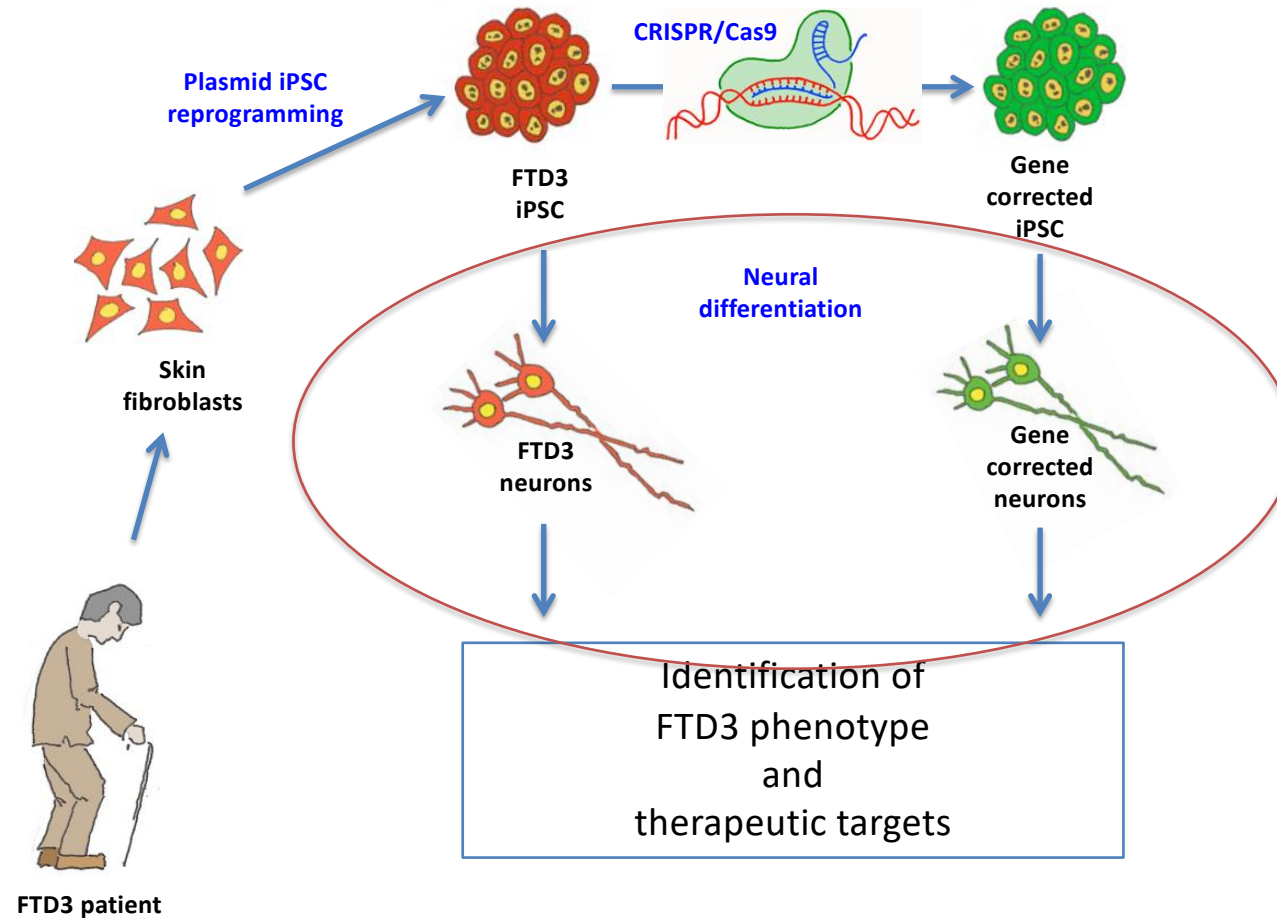 CRISPR/Cas9
Plasmid iPSC
reprogramming
FTD3
iPSC
Gene
corrected
iPSC
Neural
differentiation
Skin
fibroblasts
FTD3
neurons
Gene
corrected
neurons
Identification of
FTD3 phenotype
and
therapeutic targets
FTD3 patient